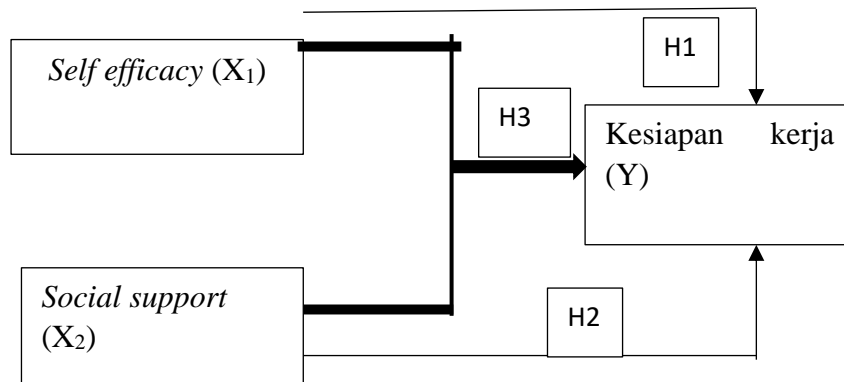 H1
Self efficacy (X₁)
H3
Kesiapan kerja
(Y)
Social support
(X₂)
H2